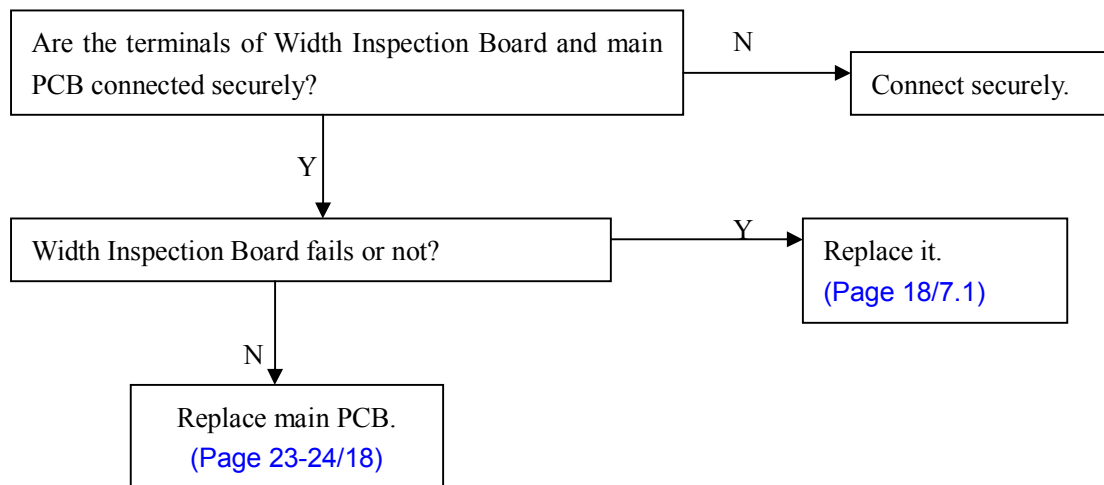 Are the terminals of Width Inspection Board and main
PCB connected securely?
N
Connect securely.
Y
Width Inspection Board fails or not?
Y
Replace it.
(Page 18/7.1)
N
Replace main PCB.
(Page 23-24/18)